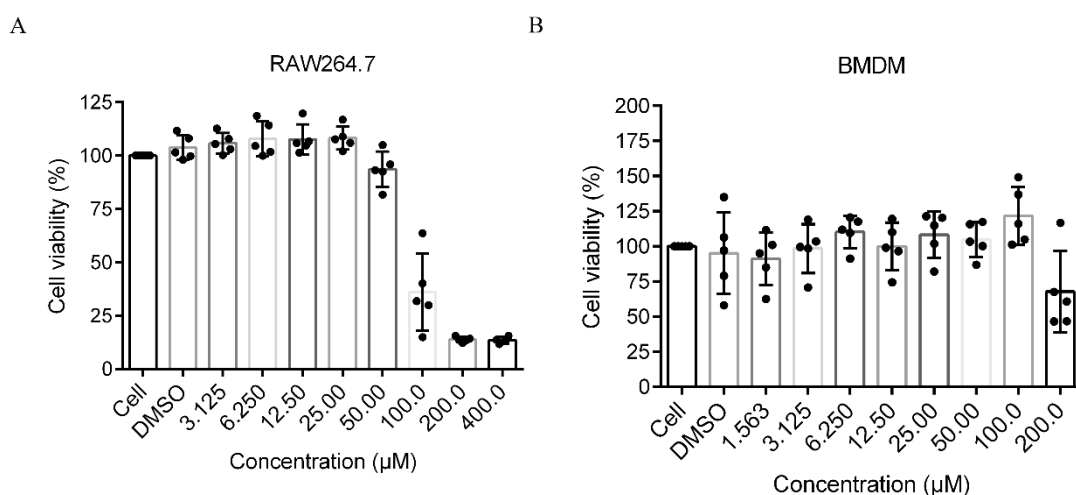 A
RAW264.7
Cell viability (%)
125
100
75
50
25
0
Cell
DMSO
3.125
6.250
12.50
25.00
50.00
100.0
200.0
400.0
Concentration (µM)
B
BMDM
Cell viability (%)
200
175
150
125
100
75
50
25
0
Cell
DMSO
1.563
3.125
6.250
12.50
25.00
50.00
100.0
200.0
Concentration (µM)